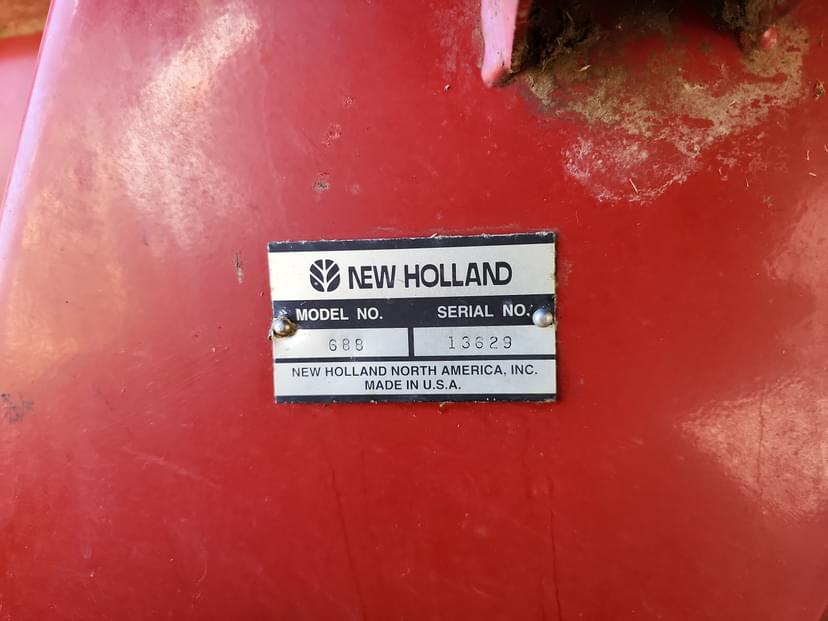 NEW HOLLAND
MODEL NO. SERIAL NO.
688 13629
NEW HOLLAND NORTH AMERICA, INC.
MADE IN U.S.A.